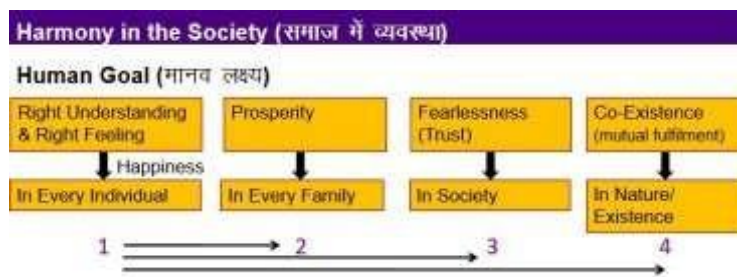 Harmony in the Society (समाज में व्यवस्था)
Human Goal (मानव लक्ष्य)
Right Understanding
& Right Feeling
Prosperity
Fearlessness
(Trust)
Co-Existence
(mutual fulfilment)
Happiness
In Every Individual
In Every Family
In Society
In Nature/
Existence
1
2
3
4